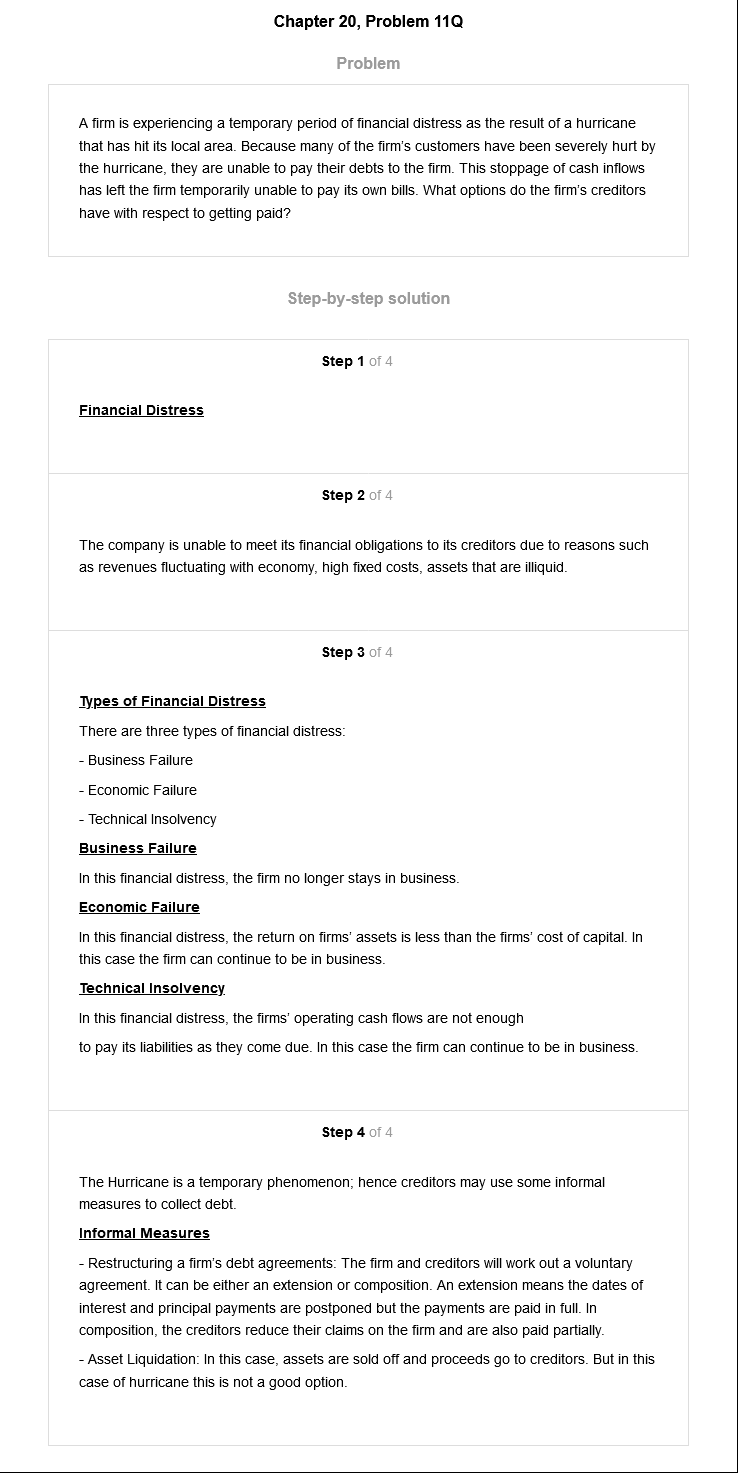 Chapter 20, Problem 11Q
Problem
A firm is experiencing a temporary period of financial distress as the result of a hurricane
that has hit its local area. Because many of the firm's customers have been severely hurt by
the hurricane, they are unable to pay their debts to the firm. This stoppage of cash inflows
has left the firm temporarily unable to pay its own bills. What options do the firm's creditors
have with respect to getting paid?
Step-by-step solution
Step 1 of 4
Financial Distress
Step 2 of 4
The company is unable to meet its financial obligations to its creditors due to reasons such
as revenues fluctuating with economy, high fixed costs, assets that are illiquid.
Step 3 of 4
Types of Financial Distress
There are three types of financial distress:
- Business Failure
- Economic Failure
- Technical Insolvency
Business Failure
In this financial distress, the firm no longer stays in business.
Economic Failure
In this financial distress, the return on firms' assets is less than the firms' cost of capital. In
this case the firm can continue to be in business.
Technical Insolvency
In this financial distress, the firms' operating cash flows are not enough
to pay its liabilities as they come due. In this case the firm can continue to be in business.
Step 4 of 4
The Hurricane is a temporary phenomenon; hence creditors may use some informal
measures to collect debt.
Informal Measures
- Restructuring a firm's debt agreements: The firm and creditors will work out a voluntary
agreement. It can be either an extension or composition. An extension means the dates of
interest and principal payments are postponed but the payments are paid in full. In
composition, the creditors reduce their claims on the firm and are also paid partially.
- Asset Liquidation: In this case, assets are sold off and proceeds go to creditors. But in this
case of hurricane this is not a good option.